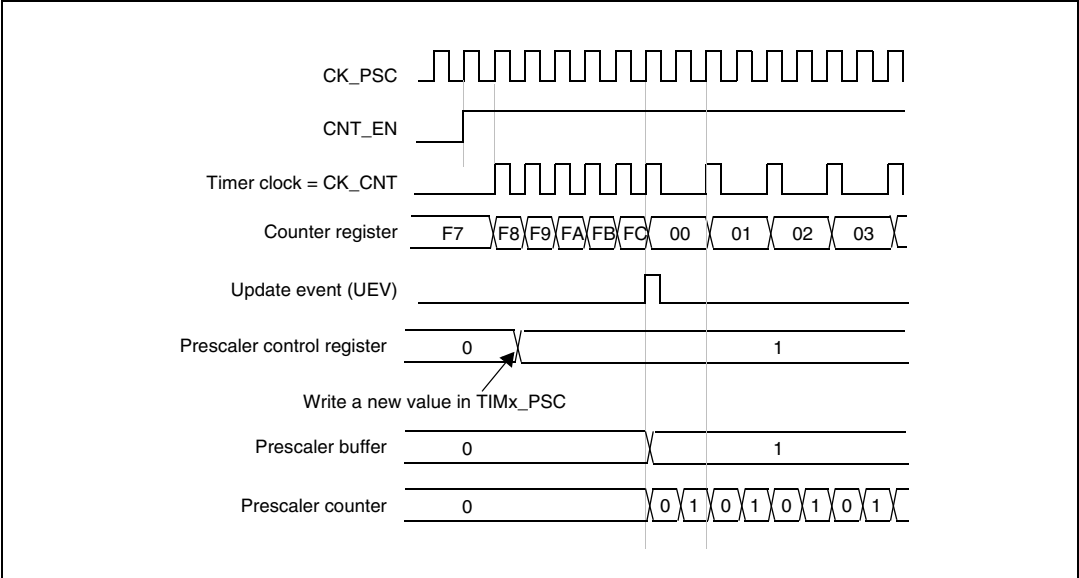 CK_PSC
CNT_EN
Timer clock = CK_CNT
Counter register F7 F8 F9 FA FB FC 00 01 02 03
Update event (UEV)
Prescaler control register 0 1
Write a new value in TIMx_PSC
Prescaler buffer 0 1
Prescaler counter 0 0 1 0 1 0 1 0 1